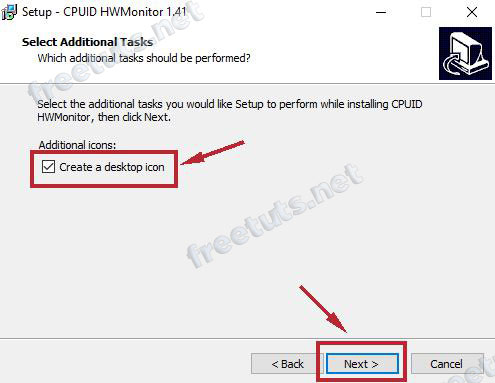 Setup - CPUID HWMonitor 1.41
Select Additional Tasks
Which additional tasks should be performed?
freetuts.net
Select the additional tasks you would like Setup to perform while installing CPUID
HWMonitor, then click Next.
Additional icons:
Create a desktop icon
freetuts.net
< Back
Next >
Cancel
freetuts.net